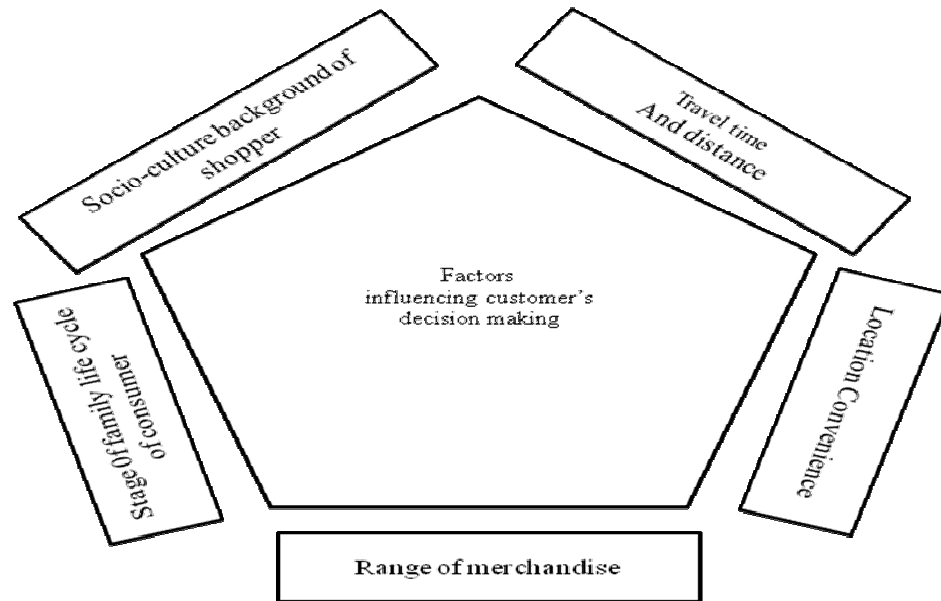 Socio-culture background of
shopper
Travel time
And distance
Factors
influencing customer's
decision making
Stage 0f family life cycle
of consumer
Location Convenience
Range of merchandise